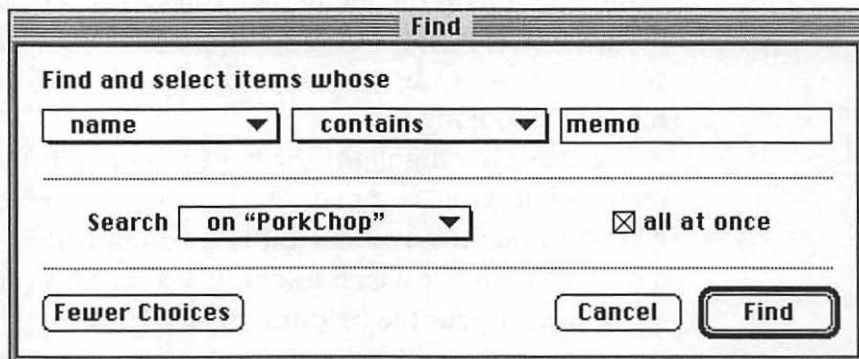 Find
Find and select items whose
name contains memo
Search on “PorkChop” all at once
Fewer Choices Cancel Find